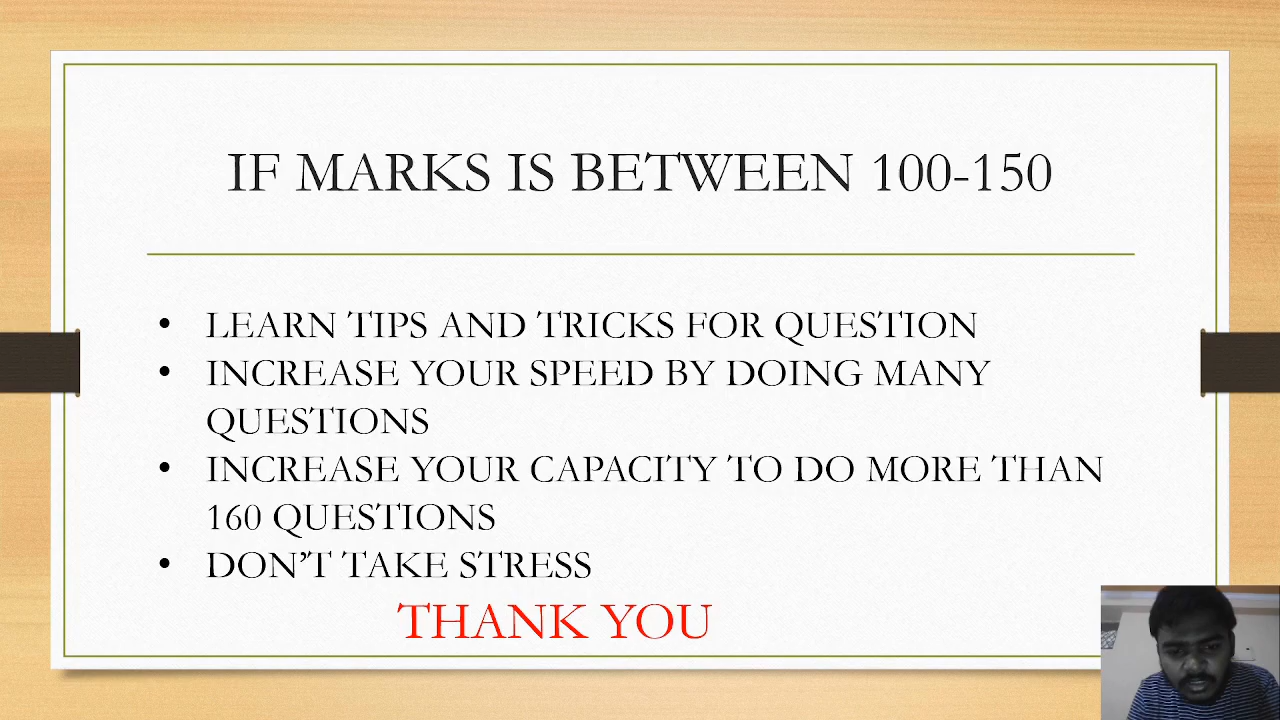 IF MARKS IS BETWEEN 100-150
• LEARN TIPS AND TRICKS FOR QUESTION
• INCREASE YOUR SPEED BY DOING MANY
QUESTIONS
• INCREASE YOUR CAPACITY TO DO MORE THAN
160 QUESTIONS
• DON’T TAKE STRESS
THANK YOU